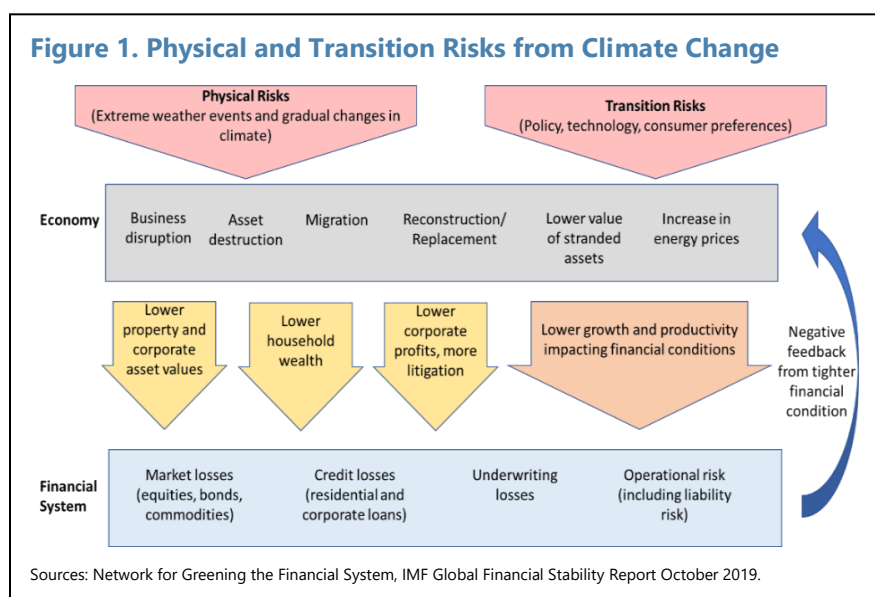 Figure 1. Physical and Transition Risks from Climate Change
Physical Risks
(Extreme weather events and gradual changes in
climate)
Transition Risks
(Policy, technology, consumer preferences)
Economy
Business
disruption
Asset
destruction
Migration
Reconstruction/
Replacement
Lower value
of stranded
assets
Increase in
energy prices
Lower
property and
corporate
asset values
Lower
household
wealth
Lower
corporate
profits, more
litigation
Lower growth and productivity
impacting financial conditions
Negative
feedback
from tighter
financial
condition
Financial
System
Market losses
(equities, bonds,
commodities)
Credit losses
(residential and
corporate loans)
Underwriting
losses
Operational risk
(including liability
risk)
Sources: Network for Greening the Financial System, IMF Global Financial Stability Report October 2019.